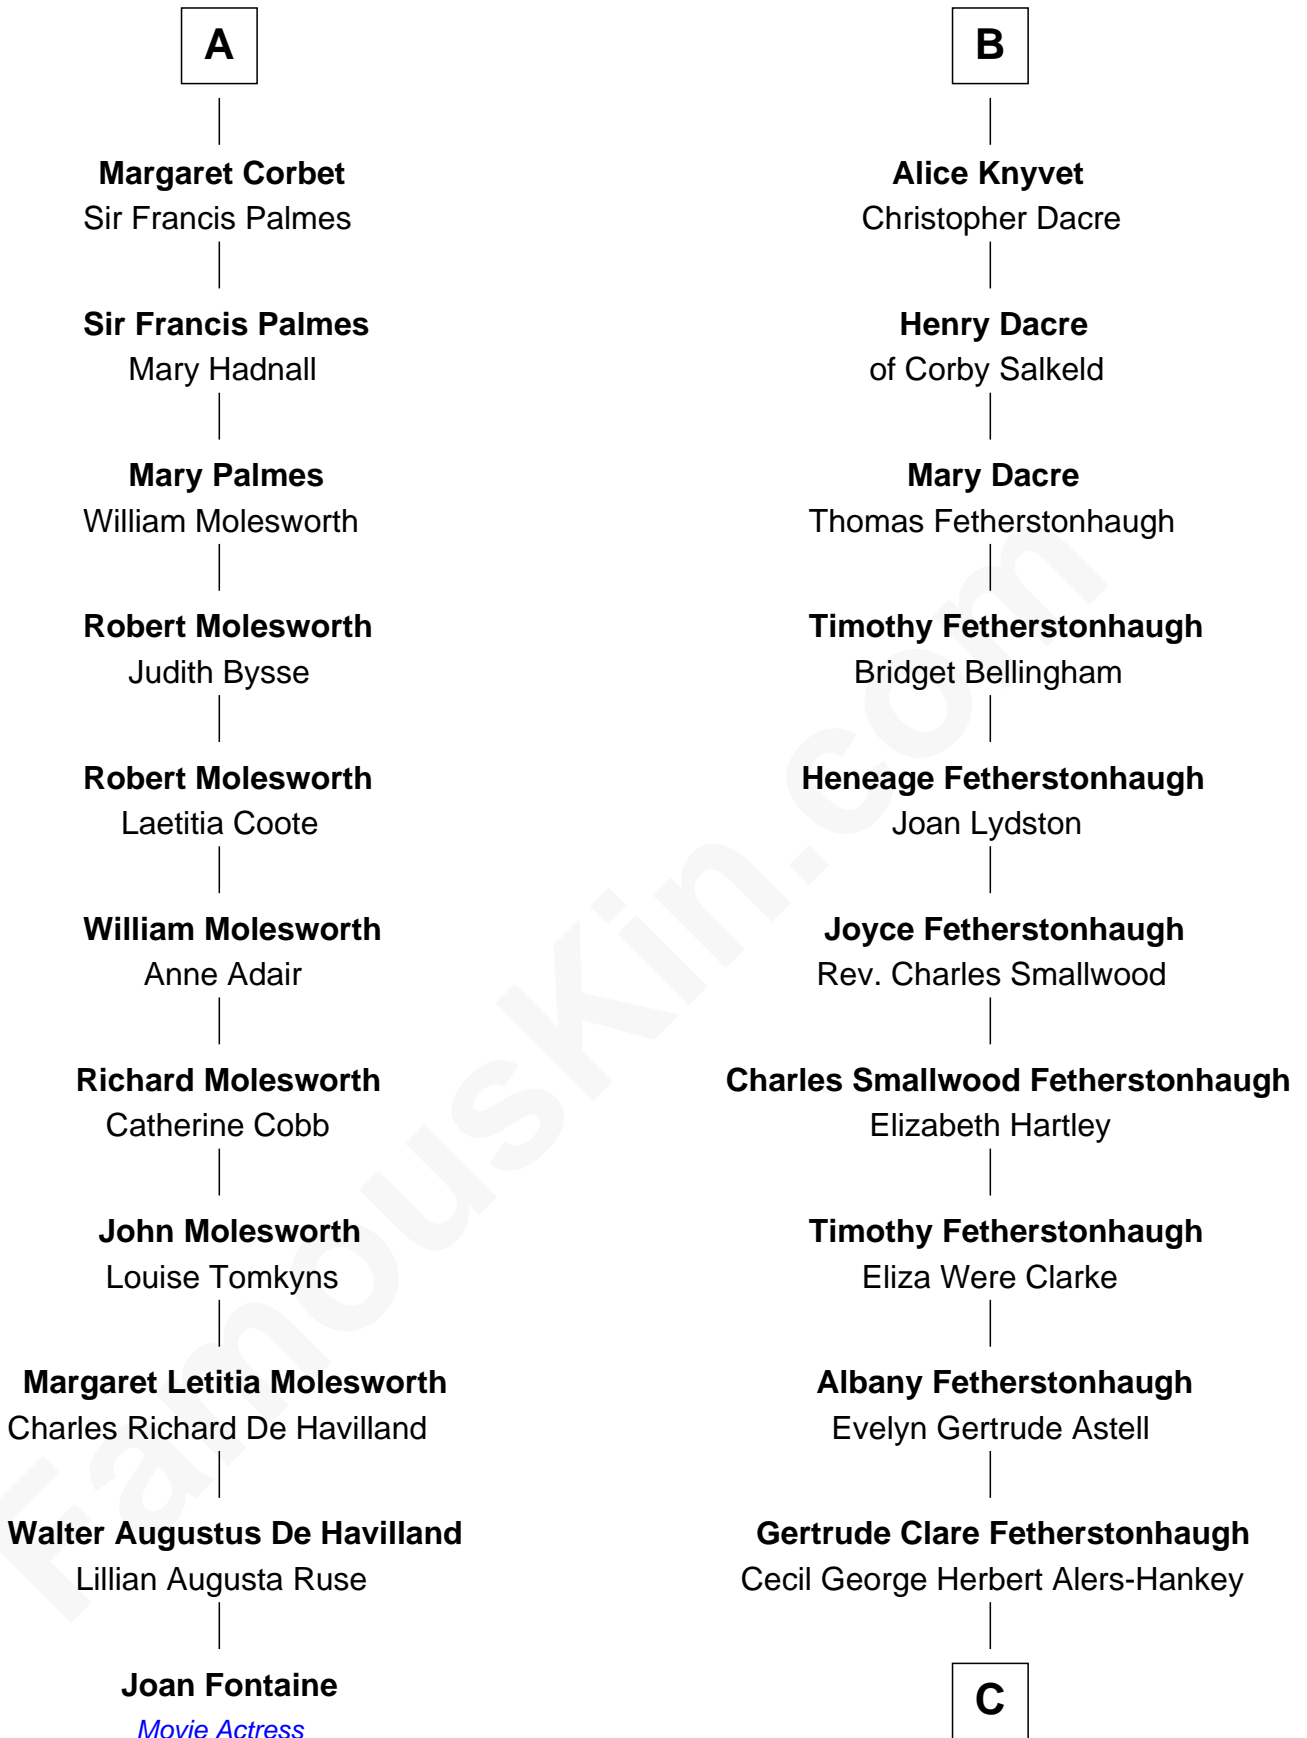 A
Margaret Corbet
Sir Francis Palmes
Sir Francis Palmes
Mary Hadnall
Mary Palmes
William Molesworth
Robert Molesworth
Judith Bysse
Robert Molesworth
Laetitia Coote
William Molesworth
Anne Adair
Richard Molesworth
Catherine Cobb
John Molesworth
Louise Tomkyns
Margaret Letitia Molesworth
Charles Richard De Havilland
Walter Augustus De Havilland
Lillian Augusta Ruse
Joan Fontaine
Movie Actress
B
Alice Knyvet
Christopher Dacre
Henry Dacre
of Corby Salkeld
Mary Dacre
Thomas Fetherstonhaugh
Timothy Fetherstonhaugh
Bridget Bellingham
Heneage Fetherstonhaugh
Joan Lydston
Joyce Fetherstonhaugh
Rev. Charles Smallwood
Charles Smallwood Fetherstonhaugh
Elizabeth Hartley
Timothy Fetherstonhaugh
Eliza Were Clarke
Albany Fetherstonhaugh
Evelyn Gertrude Astell
Gertrude Clare Fetherstonhaugh
Cecil George Herbert Alers-Hankey
C
FamousKin.com